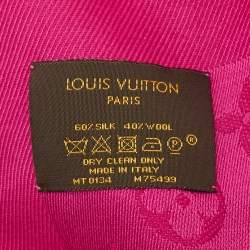 LOUIS VUITTON
PARIS
60% SILK 40% WOOL
DRY CLEAN ONLY
MADE IN ITALY
MT0134 M75499